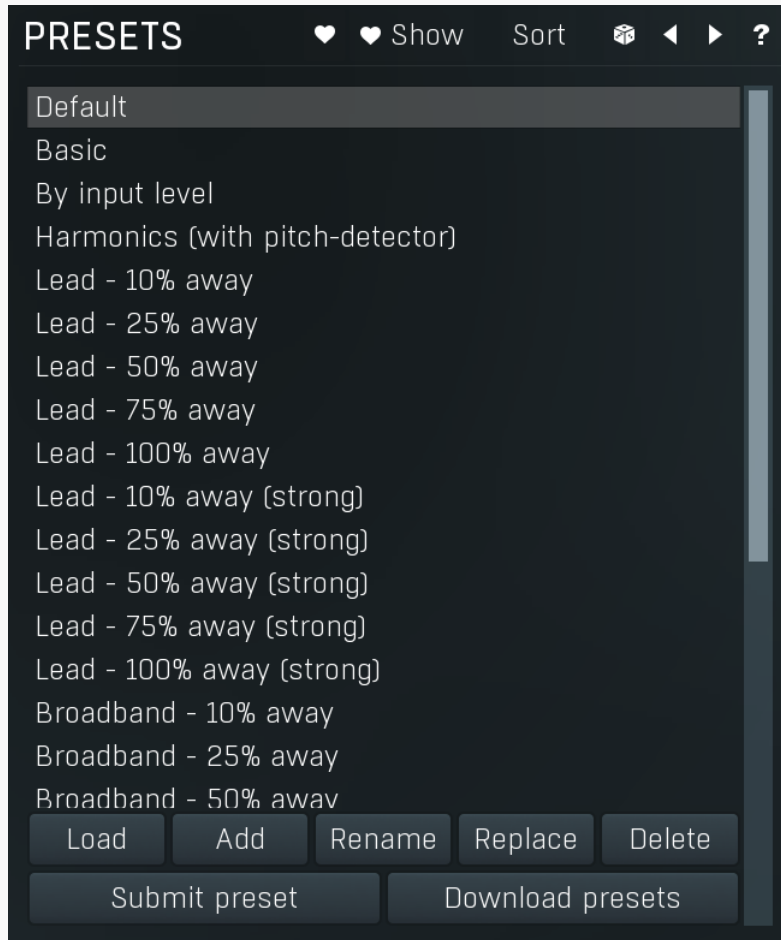 PRESETS Show Sort ?
Default
Basic
By input level
Harmonics (with pitch-detector)
Lead - 10% away
Lead - 25% away
Lead - 50% away
Lead - 75% away
Lead - 100% away
Lead - 10% away (strong)
Lead - 25% away (strong)
Lead - 50% away (strong)
Lead - 75% away (strong)
Lead - 100% away (strong)
Broadband - 10% away
Broadband - 25% away
Broadband - 50% away
Load Add Rename Replace Delete
Submit preset Download presets